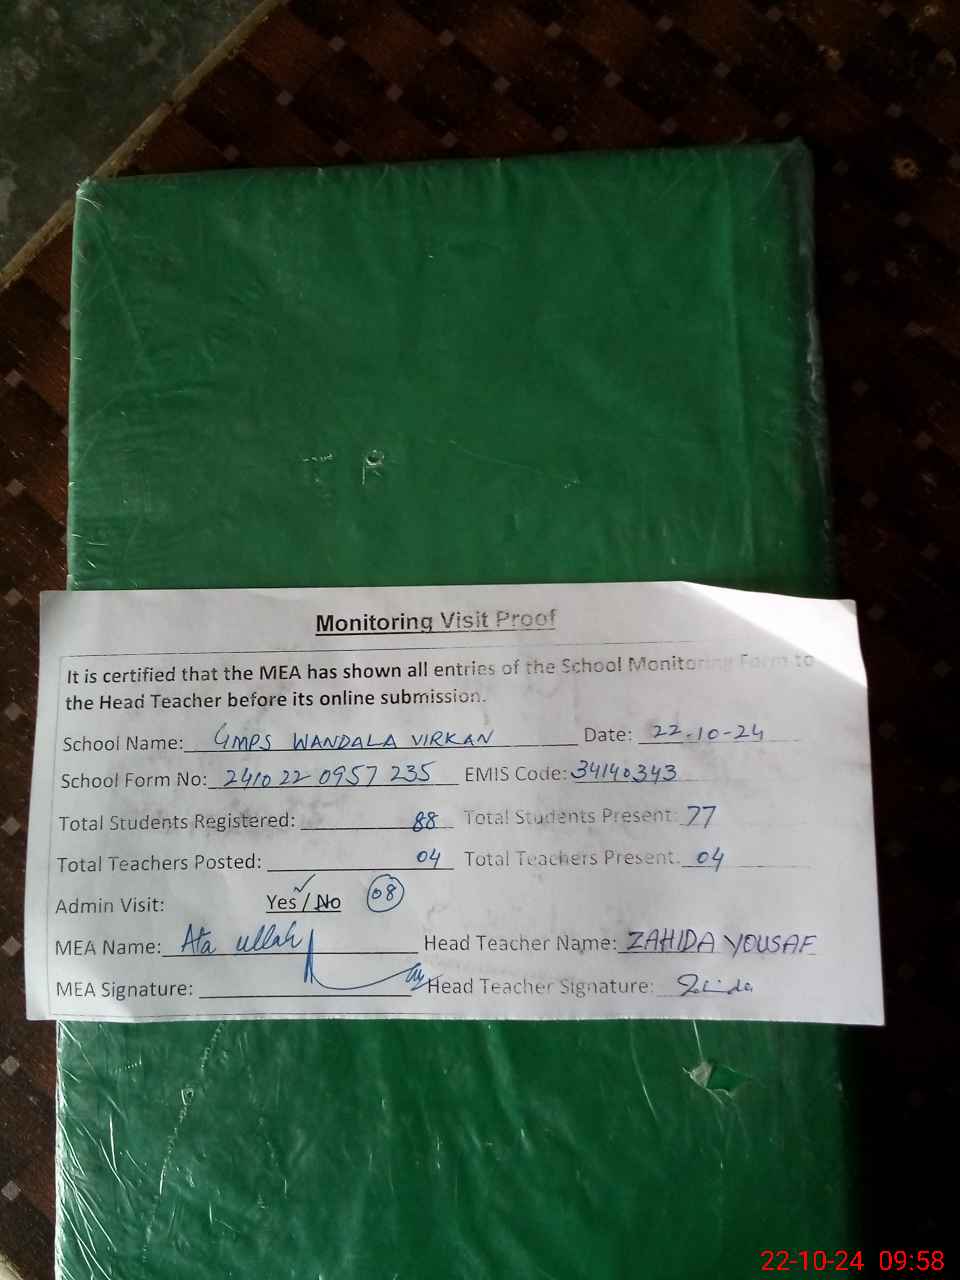 Monitoring Visit Proof
It is certified that the MEA has shown all entries of the School Monitoring Form to
the Head Teacher before its online submission.
School Name: GMPS WANDALA VIRKAN Date: 22-10-24
School Form No: 2410 22 0957 235 EMIS Code: 34140343
Total Students Registered: 88 Total Students Present: 77
Total Teachers Posted: 04 Total Teachers Present: 04
Admin Visit: Yes / No 08
MEA Name: Ata ullah Head Teacher Name: ZAHIDA YOUSAF
MEA Signature: Head Teacher Signature: Zahida
22-10-24 09:58